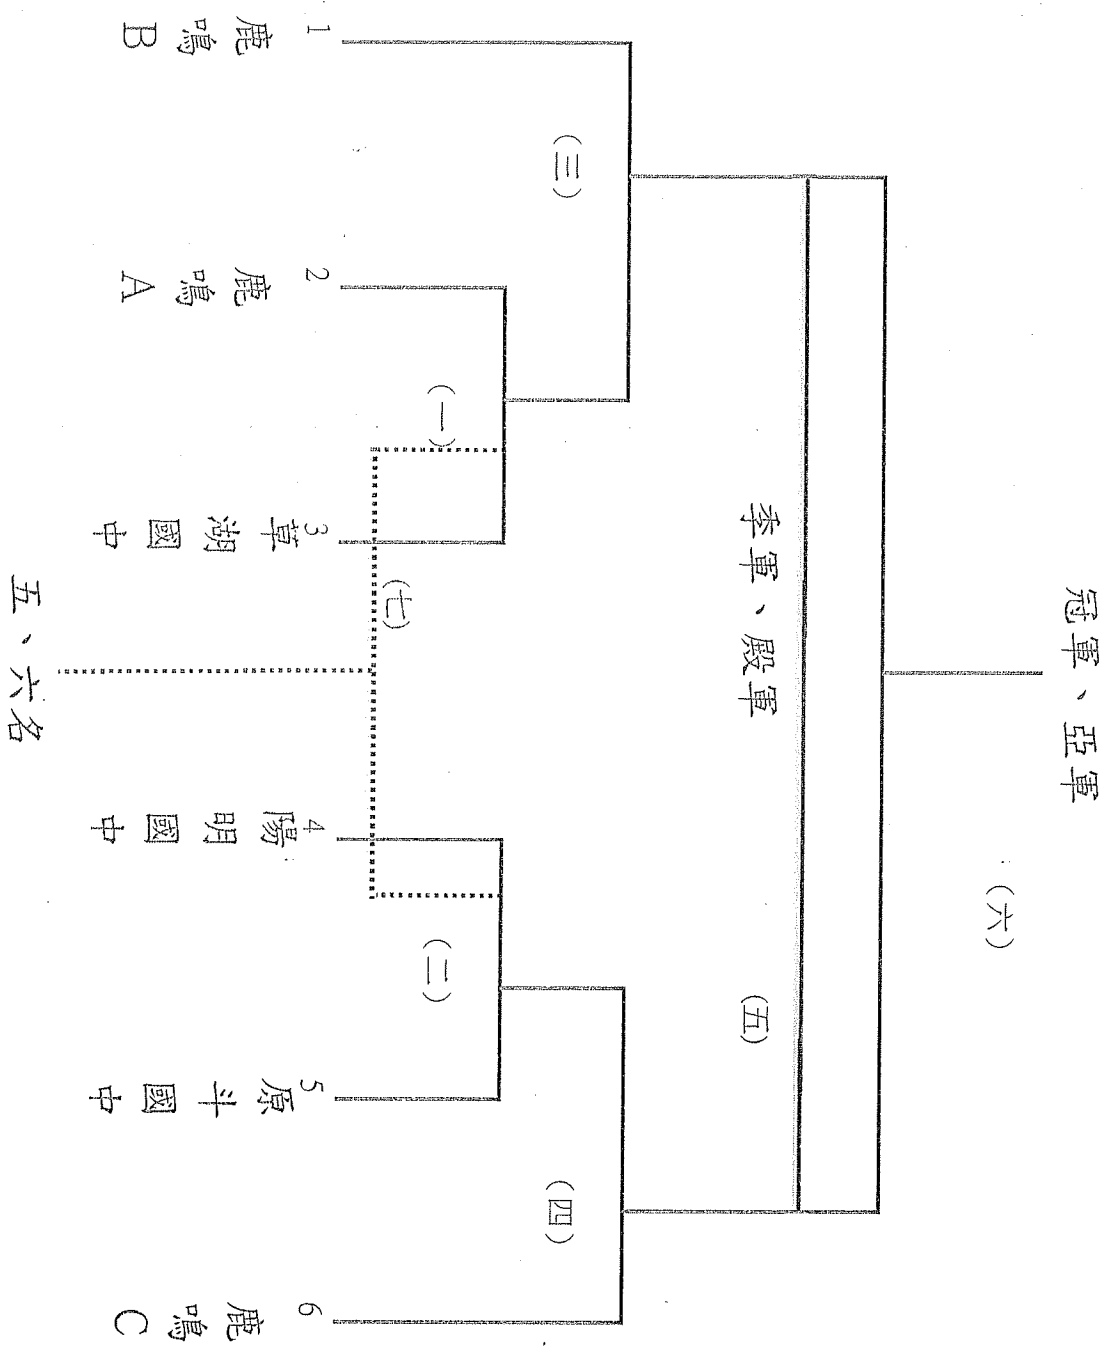 冠軍、亞軍
(六)
季軍、殿軍
(五)
(三)
(四)
(一)
(二)
(七)
1
鹿鳴B
2
鹿鳴A
3
草湖國中
4
陽明國中
5
原斗國中
6
鹿鳴C
五、六名